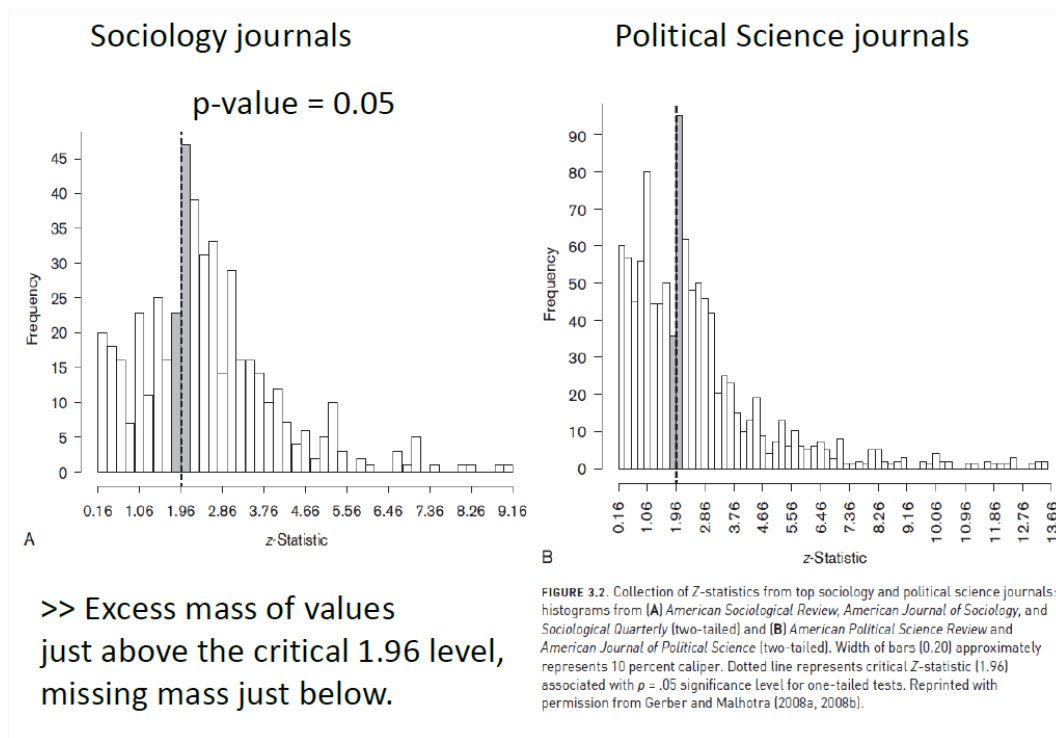 Sociology journals
Political Science journals
p-value = 0.05
45
40
35
30
25
20
15
10
5
0
Frequency
0.16 1.06 1.96 2.86 3.76 4.66 5.56 6.46 7.36 8.26 9.16
A
z-Statistic
90
80
70
60
50
40
30
20
10
0
Frequency
0.16 1.06 1.96 2.86 3.76 4.66 5.56 6.46 7.36 8.26 9.16 10.06 10.96 11.86 12.76 13.66
B
z-Statistic
>> Excess mass of values
just above the critical 1.96 level,
missing mass just below.
FIGURE 3.2. Collection of Z-statistics from top sociology and political science journals:
histograms from (A) American Sociological Review, American Journal of Sociology, and
Sociological Quarterly (two-tailed) and (B) American Political Science Review and
American Journal of Political Science (two-tailed). Width of bars (0.20) approximately
represents 10 percent caliper. Dotted line represents critical Z-statistic (1.96)
associated with p = .05 significance level for one-tailed tests. Reprinted with
permission from Gerber and Malhotra (2008a, 2008b).